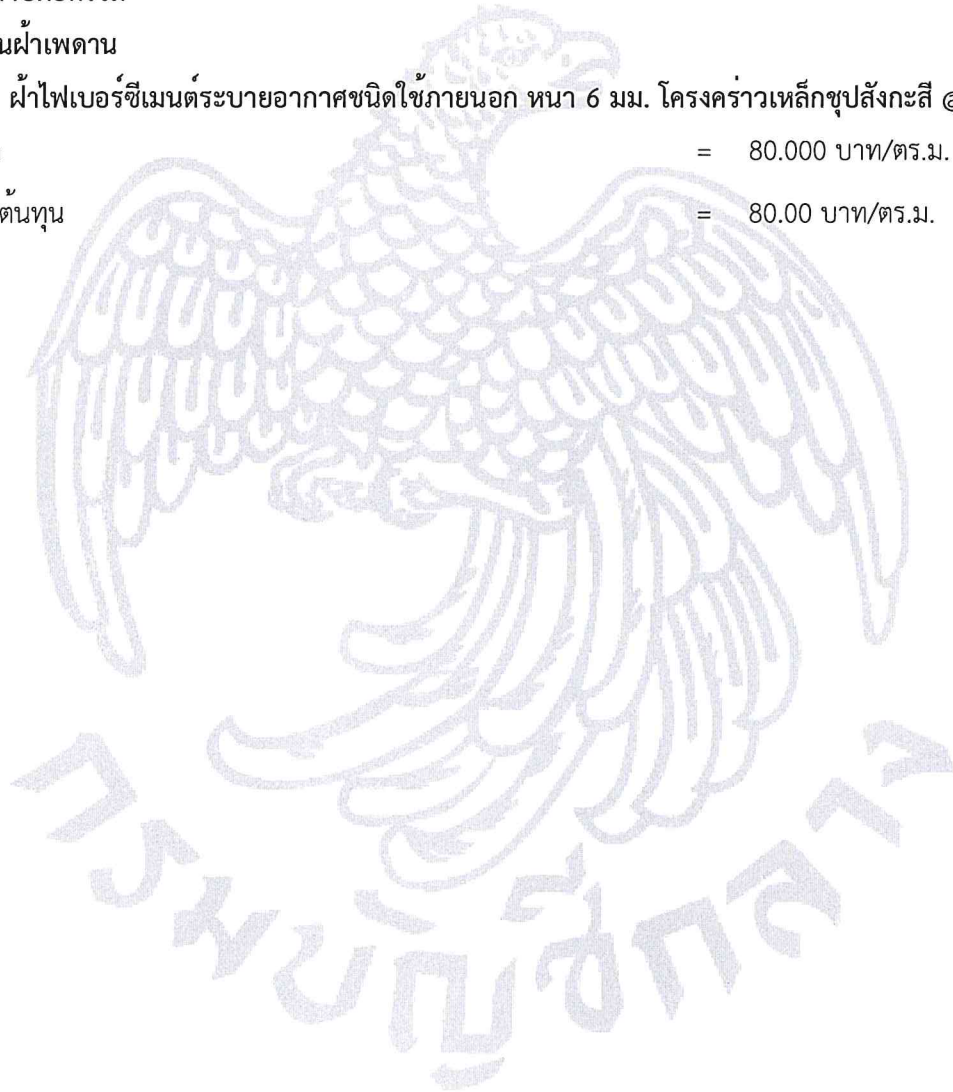 นฝ้าเพดาน
ฝ้าไฟเบอร์ซีเมนต์ระบายอากาศชนิดใช้ภายนอก หนา 6 มม. โครงคร่าวเหล็กชุปสังกะสี @
= 80.000 บาท/ตร.ม.
ต้นทุน = 80.00 บาท/ตร.ม.
กรมบัญชีกลาง